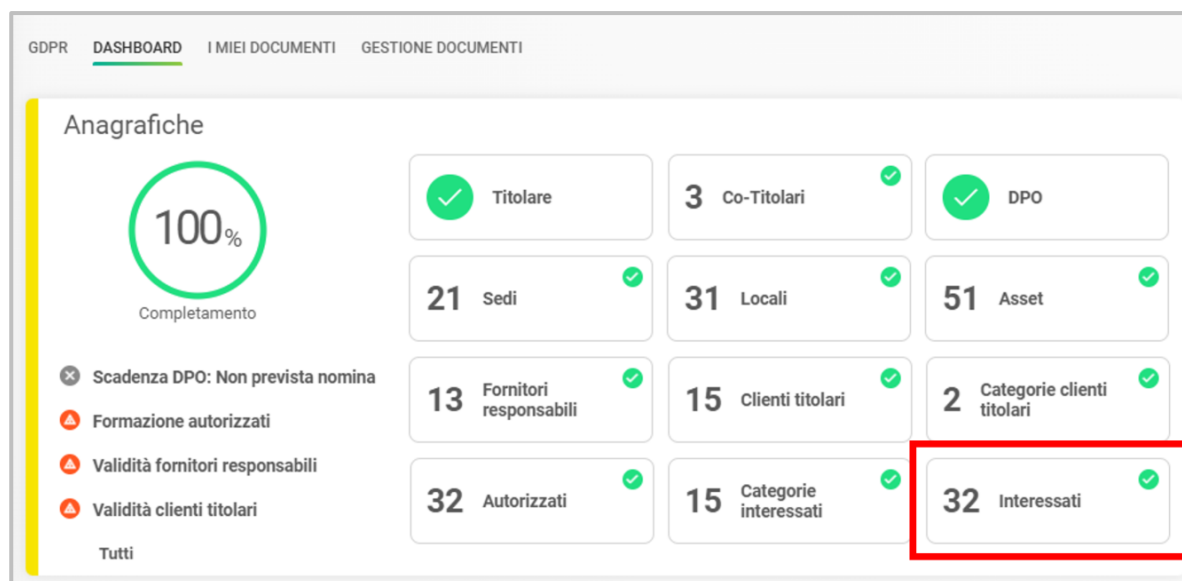 GDPR DASHBOARD I MIEI DOCUMENTI GESTIONE DOCUMENTI
Anagrafiche
100%
Completamento
Scadenza DPO: Non prevista nomina
Formazione autorizzati
Validità fornitori responsabili
Validità clienti titolari
Tutti
Titolare
3 Co-Titolari
DPO
21 Sedi
31 Locali
51 Asset
13 Fornitori
responsabili
15 Clienti titolari
2 Categorie clienti
titolari
32 Autorizzati
15 Categorie
interessati
32 Interessati